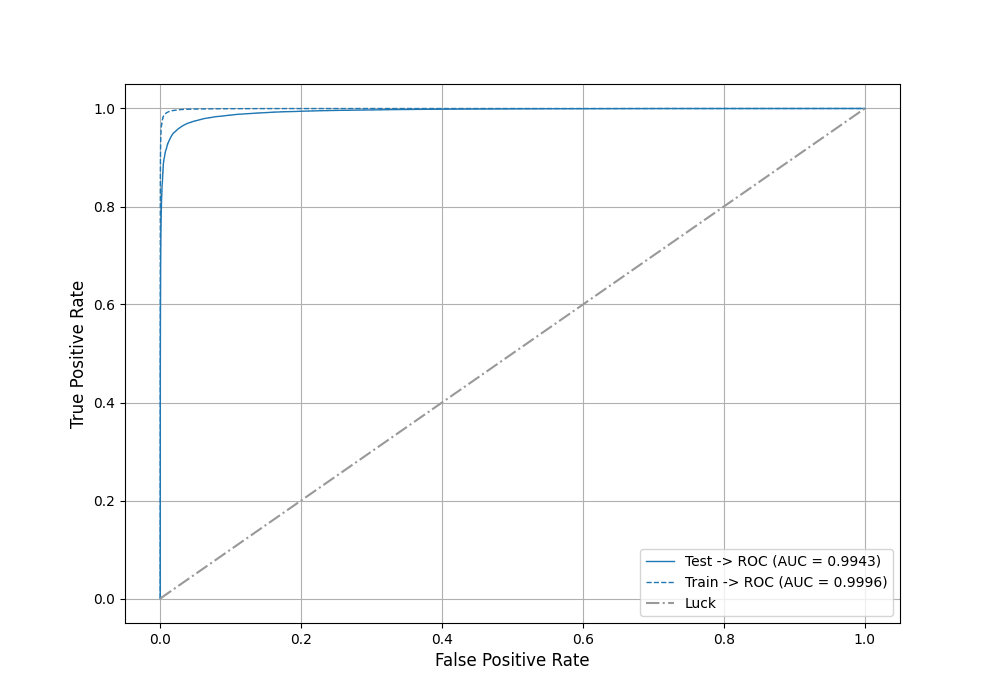 1.0
0.8
0.6
0.4
0.2
0.0
True Positive Rate
0.0 0.2 0.4 0.6 0.8 1.0
False Positive Rate
Test -> ROC (AUC = 0.9943)
Train -> ROC (AUC = 0.9996)
Luck